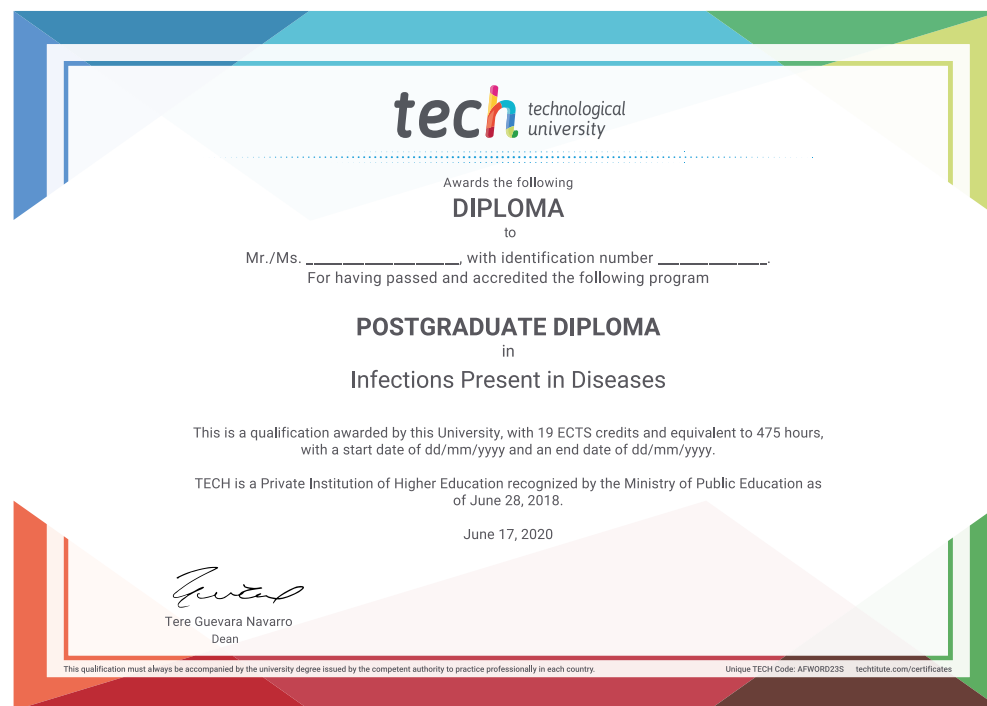 tech technological
university
Awards the following
DIPLOMA
to
Mr./Ms. ____________________, with identification number ______________.
For having passed and accredited the following program
POSTGRADUATE DIPLOMA
in
Infections Present in Diseases
This is a qualification awarded by this University, with 19 ECTS credits and equivalent to 475 hours,
with a start date of dd/mm/yyyy and an end date of dd/mm/yyyy.
TECH is a Private Institution of Higher Education recognized by the Ministry of Public Education as
of June 28, 2018.
June 17, 2020
Tere Guevara Navarro
Dean
This qualification must always be accompanied by the university degree issued by the competent authority to practice professionally in each country.
Unique TECH Code: AFWORD23S techtitute.com/certificates